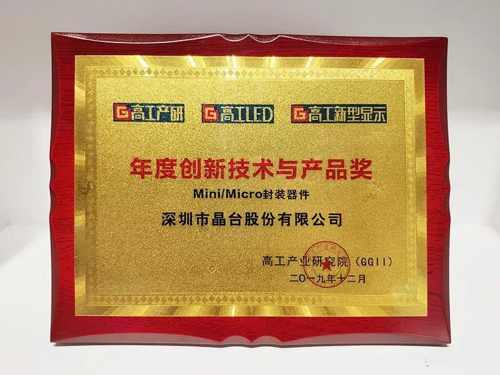 G高工产研 G高工LED G高工新型显示
年度创新技术与产品奖
Mini/Micro封装器件
深圳市晶台股份有限公司
高工产业研究院(GGII)
二〇一九年十二月